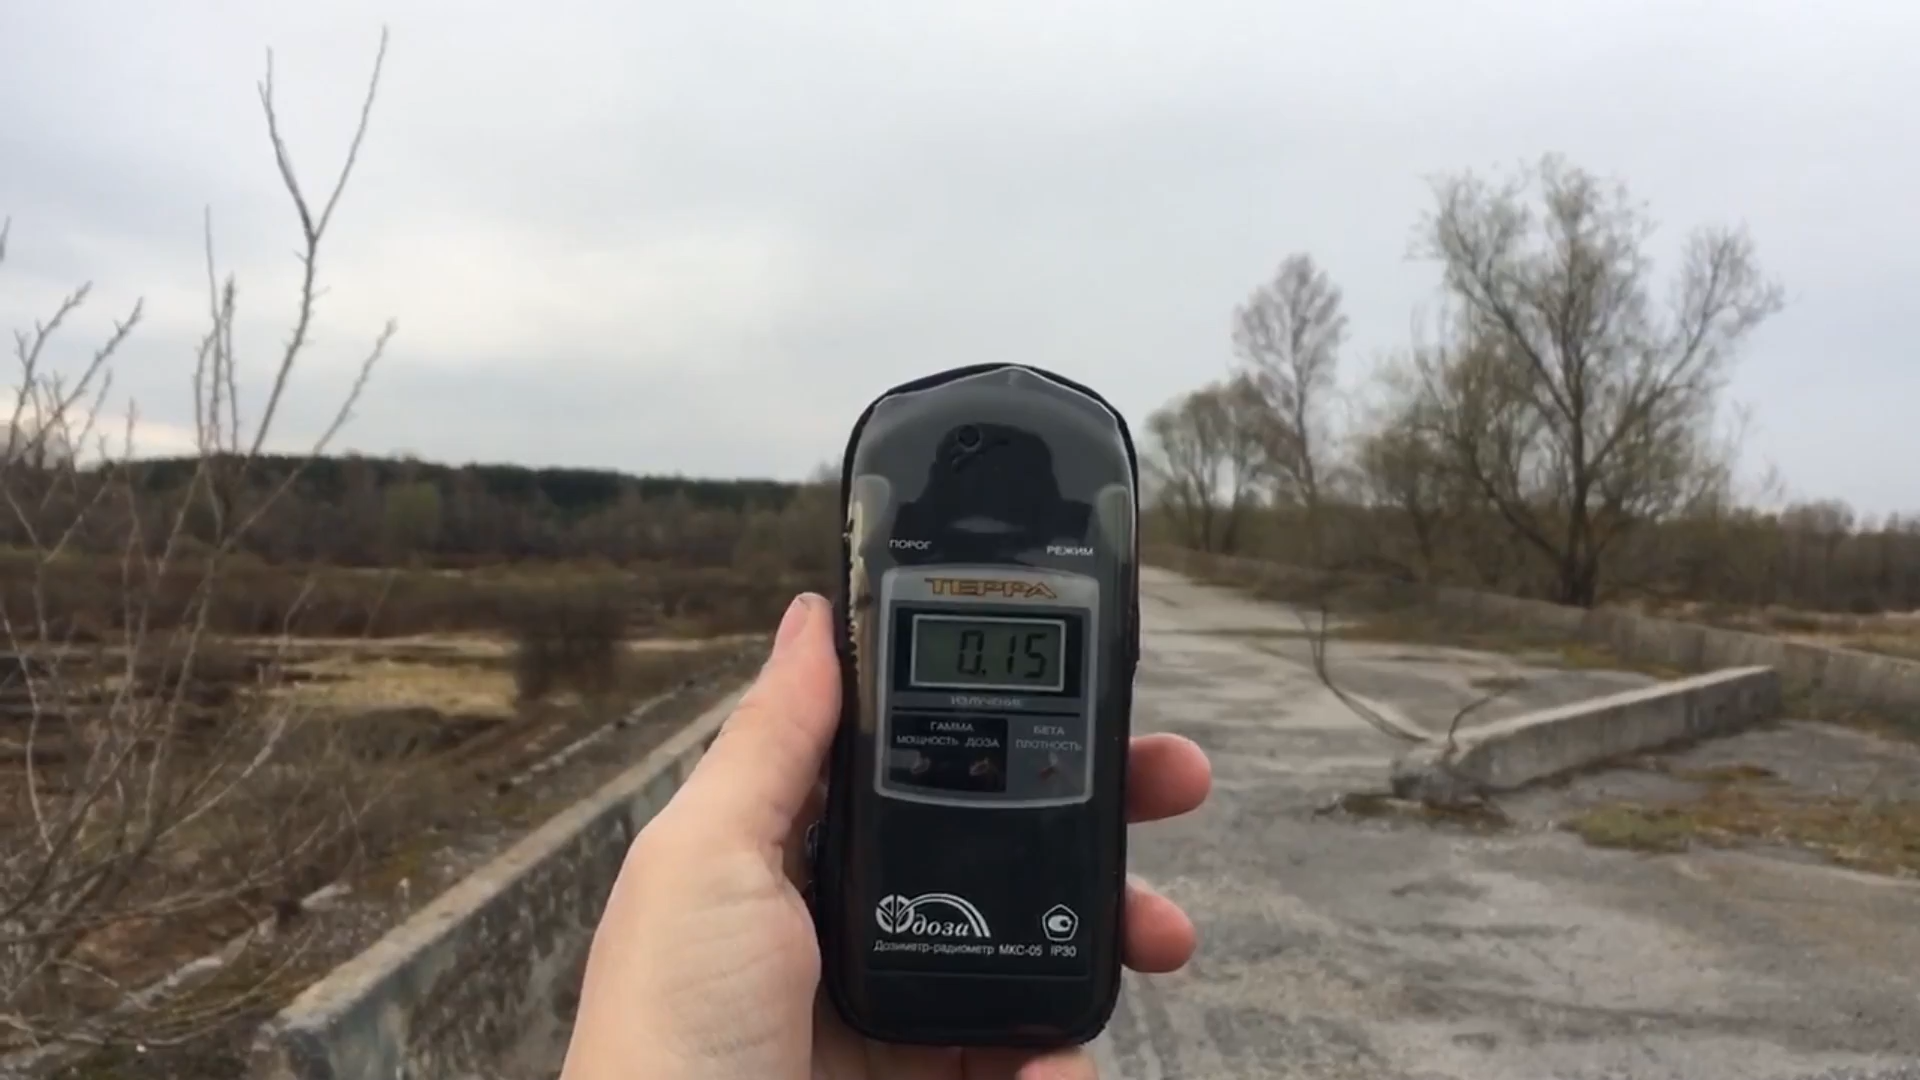 ПОРОГ РЕЖИМ
ТЕРРА
0.15
ИЗЛУЧЕНИЕ
ГАММА БЕТА
МОЩНОСТЬ ДОЗА ПЛОТНОСТЬ
доза
Дозиметр-радиометр МКС-05 IP30